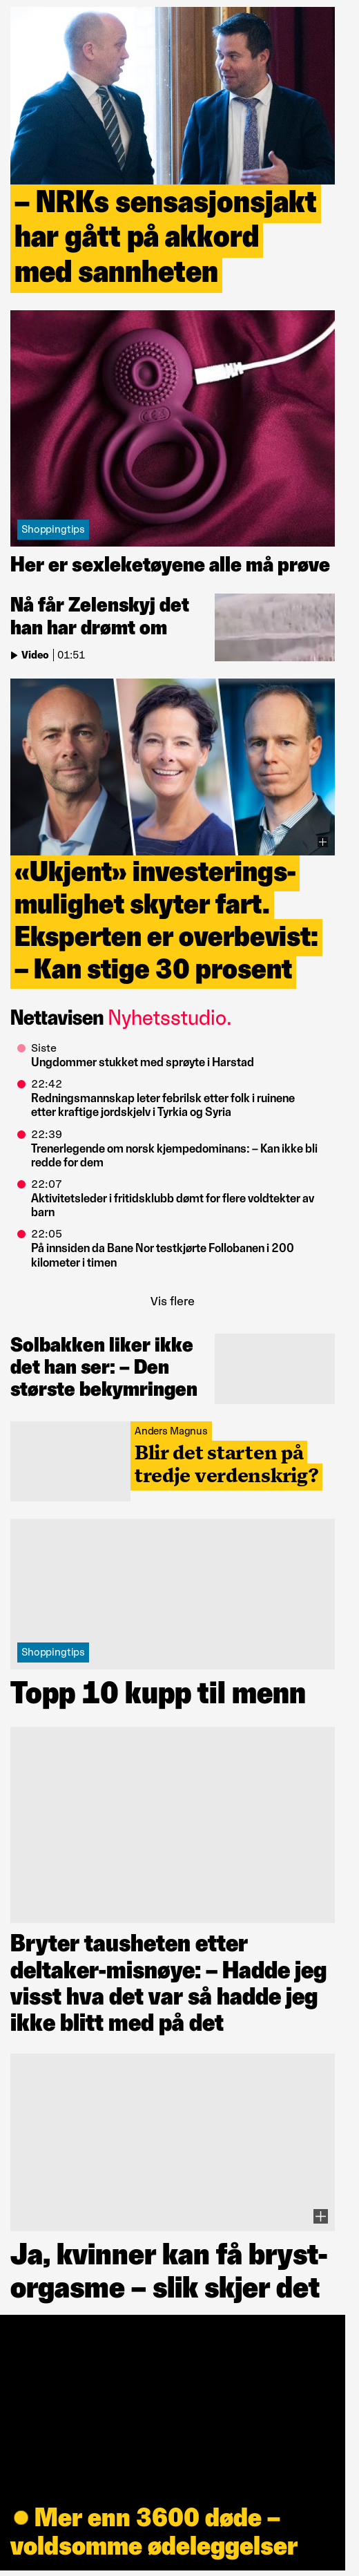 – NRKs sensasjonsjakt
har gått på akkord
med sannheten
Shoppingtips
Her er sexleketøyene alle må prøve
Nå får Zelenskyj det
han har drømt om
Video | 01:51
«Ukjent» investerings-
mulighet skyter fart.
Eksperten er overbevist:
– Kan stige 30 prosent
Nettavisen Nyhetsstudio.
Siste
Ungdommer stukket med sprøyte i Harstad
22:42
Redningsmannskap leter febrilsk etter folk i ruinene
etter kraftige jordskjelv i Tyrkia og Syria
22:39
Trenerlegende om norsk kjempedominans: – Kan ikke bli
redde for dem
22:07
Aktivitetsleder i fritidsklubb dømt for flere voldtekter av
barn
22:05
På innsiden da Bane Nor testkjørte Follobanen i 200
kilometer i timen
Vis flere
Solbakken liker ikke
det han ser: – Den
største bekymringen
Anders Magnus
Blir det starten på
tredje verdenskrig?
Shoppingtips
Topp 10 kupp til menn
Bryter tausheten etter
deltaker-misnøye: – Hadde jeg
visst hva det var så hadde jeg
ikke blitt med på det
Ja, kvinner kan få bryst-
orgasme – slik skjer det
Mer enn 3600 døde –
voldsomme ødeleggelser